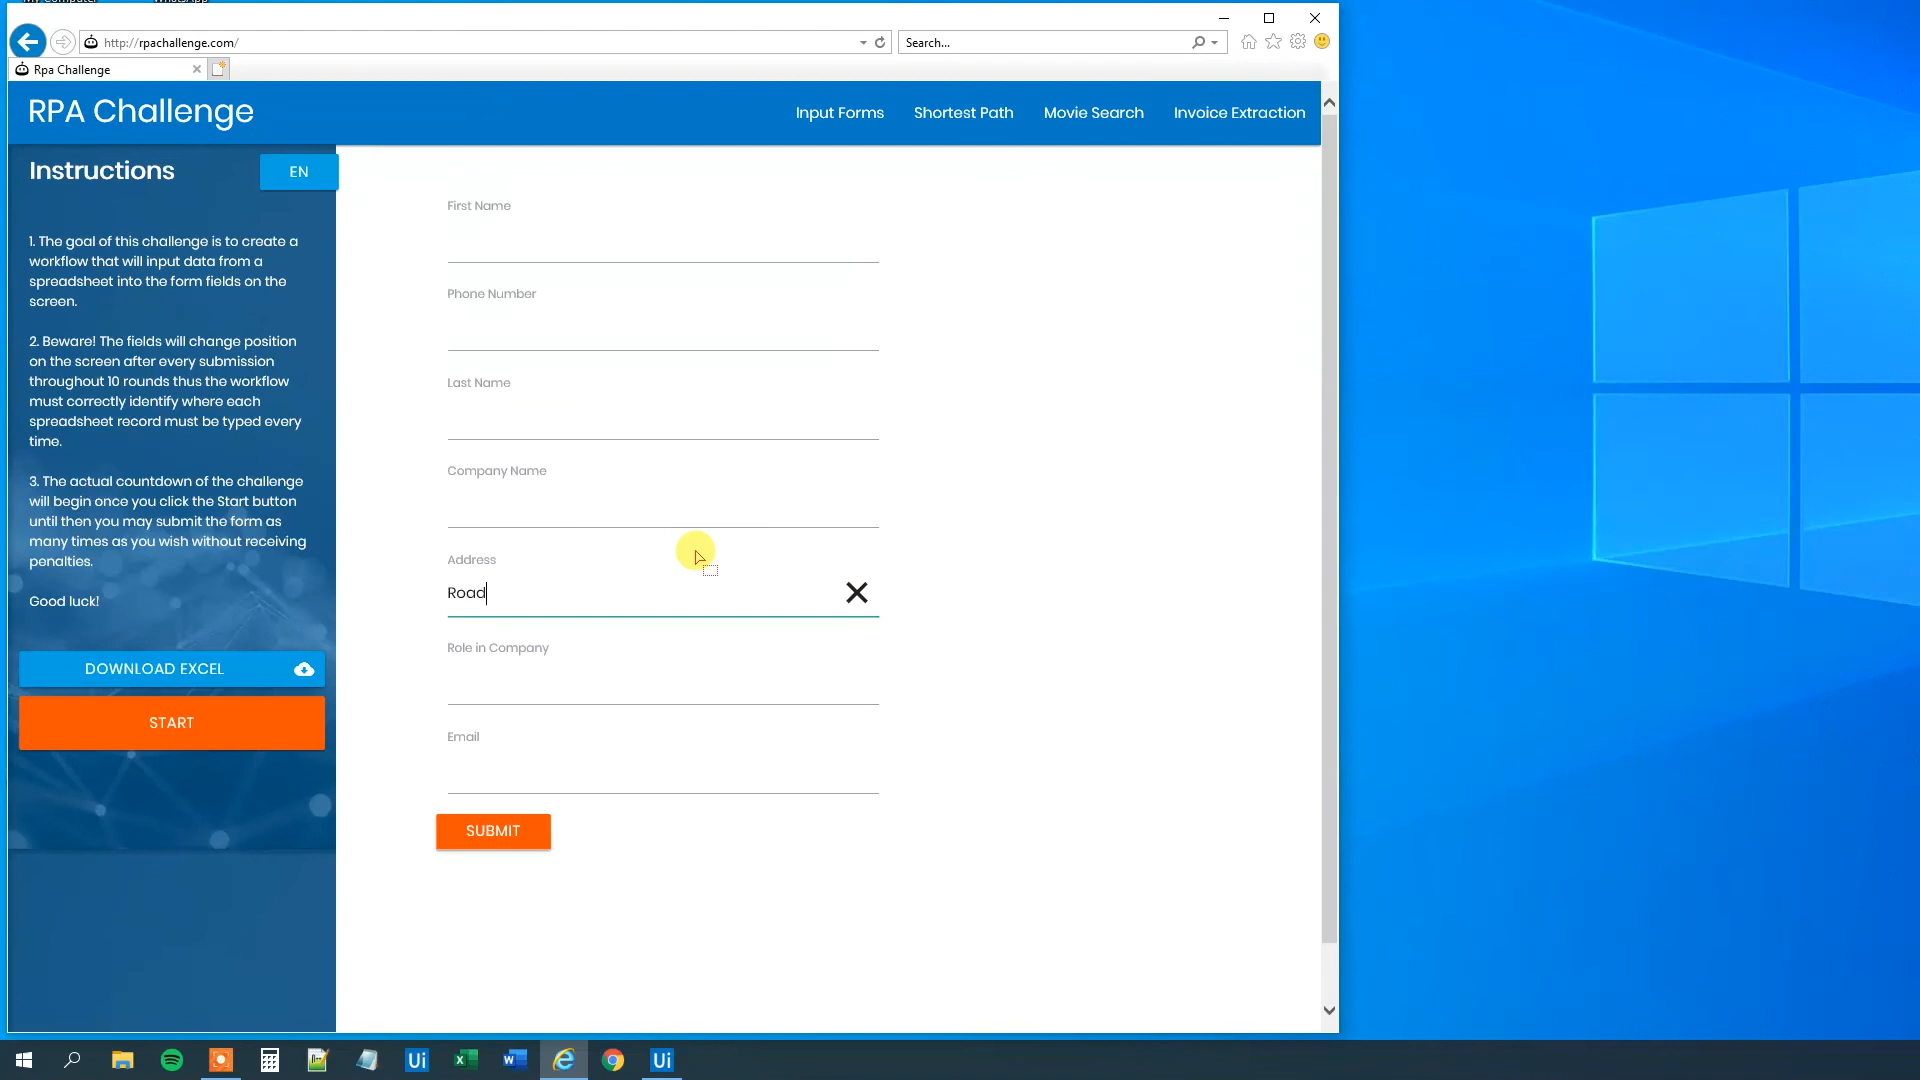 My Computer
WhatsApp
http://rpachallenge.com/
Search...
Rpa Challenge
RPA Challenge
Input Forms
Shortest Path
Movie Search
Invoice Extraction
Instructions
EN
1. The goal of this challenge is to create a
workflow that will input data from a
spreadsheet into the form fields on the
screen.
2. Beware! The fields will change position
on the screen after every submission
throughout 10 rounds thus the workflow
must correctly identify where each
spreadsheet record must be typed every
time.
3. The actual countdown of the challenge
will begin once you click the Start button
until then you may submit the form as
many times as you wish without receiving
penalties.
Good luck!
DOWNLOAD EXCEL
START
First Name
Phone Number
Last Name
Company Name
Address
Road
Role in Company
Email
SUBMIT
Ui
Ui